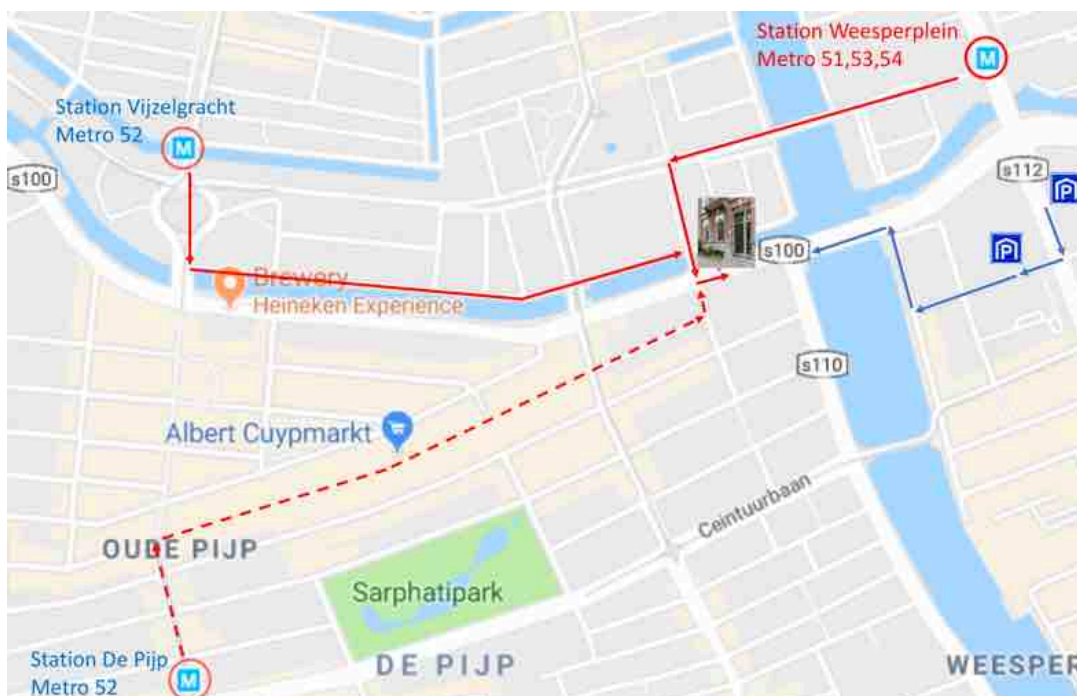 Station Weesperplein
Metro 51,53,54
Station Vijzelgracht
Metro 52
M
M
s100
s112
P
P
s100
Brewery
Heineken Experience
s110
Albert Cuypmarkt
Ceintuurbaan
OUDE PIJP
Sarphatipark
Station De Pijp
Metro 52
M
DE PIJP
WEESPER